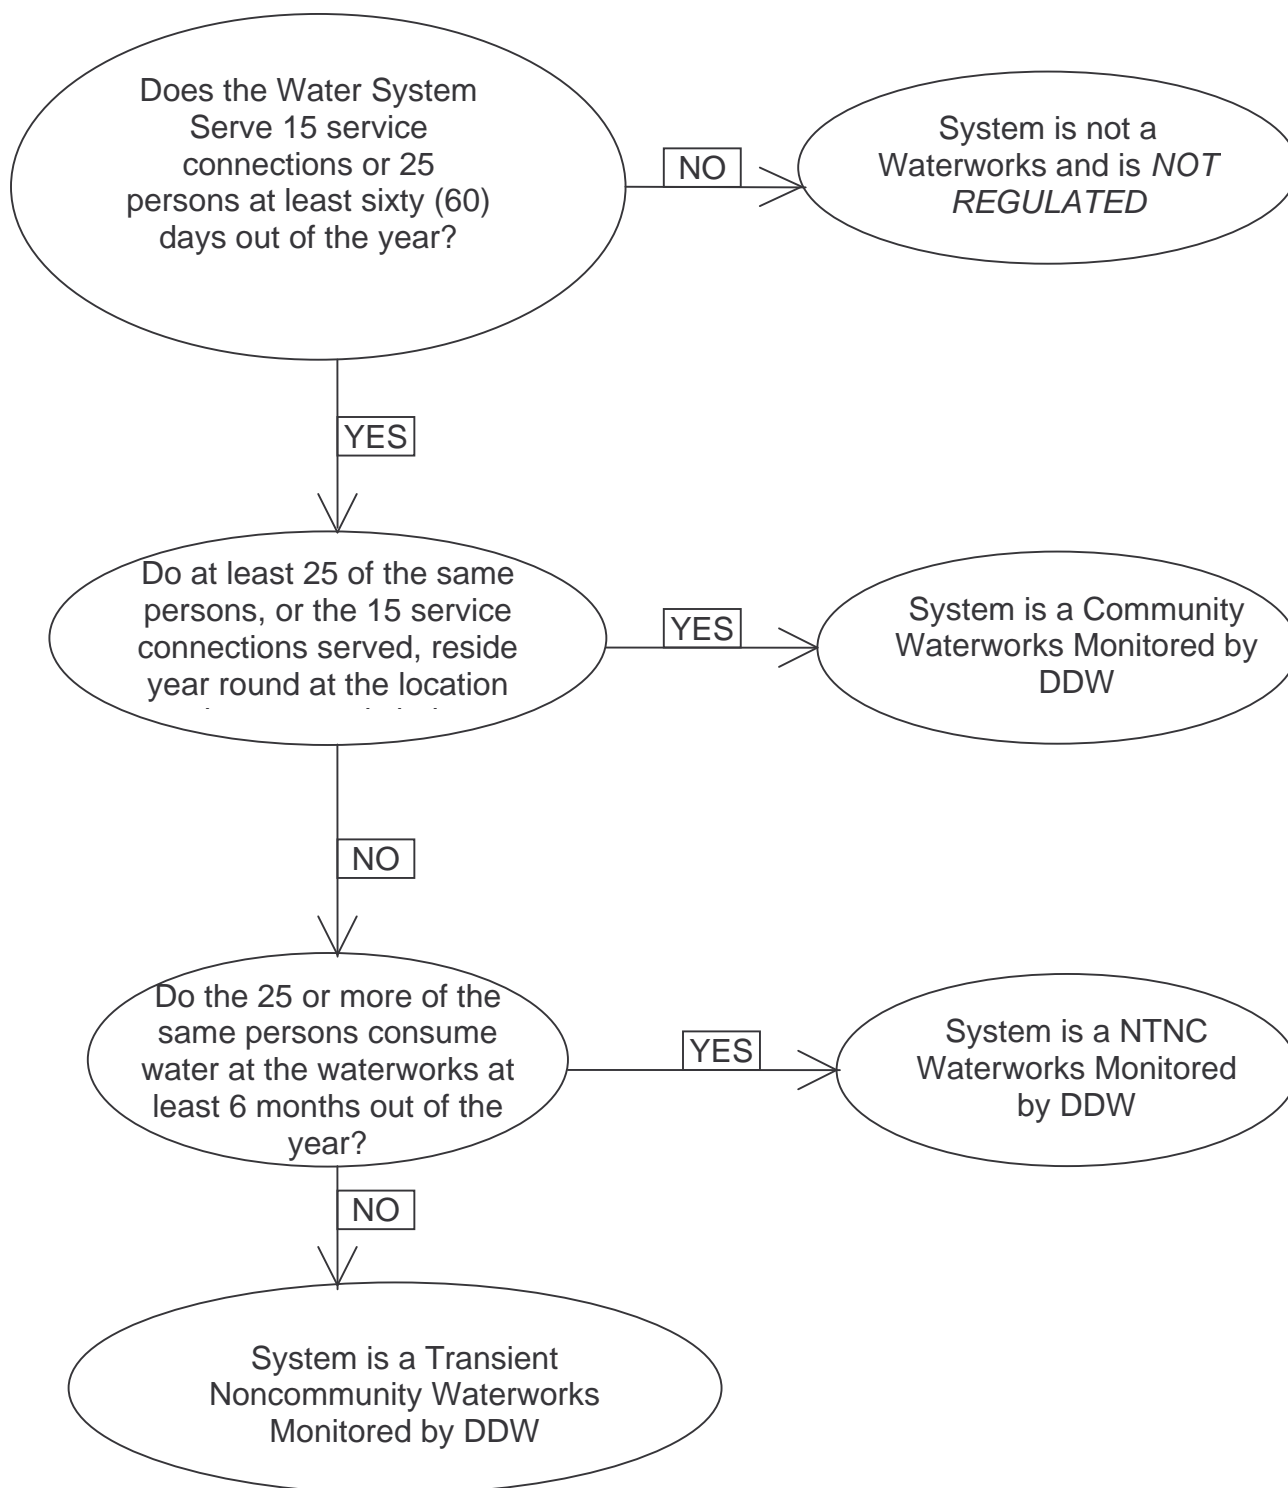 Does the Water System
Serve 15 service
connections or 25
persons at least sixty (60)
days out of the year?
NO
System is not a
Waterworks and is NOT
REGULATED
YES
Do at least 25 of the same
persons, or the 15 service
connections served, reside
year round at the location
YES
System is a Community
Waterworks Monitored by
DDW
NO
Do the 25 or more of the
same persons consume
water at the waterworks at
least 6 months out of the
year?
YES
System is a NTNC
Waterworks Monitored
by DDW
NO
System is a Transient
Noncommunity Waterworks
Monitored by DDW